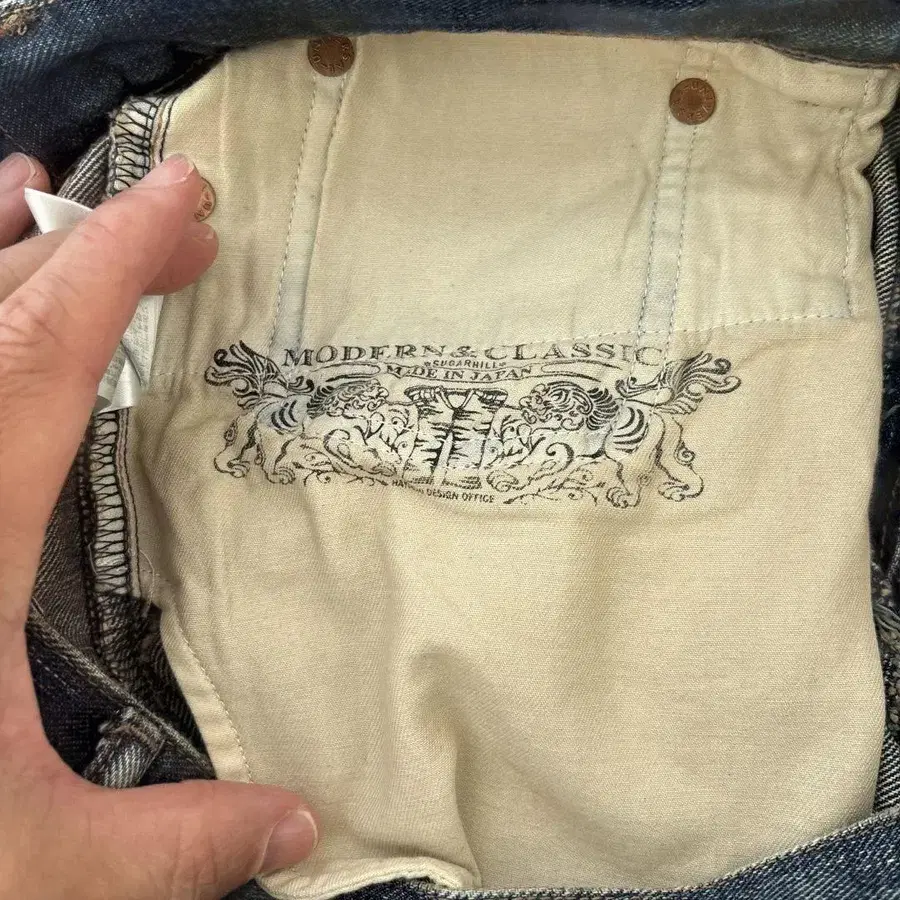 MODERN & CLASSIC
SUGARHILL
MADE IN JAPAN
DESIGN OFFICE